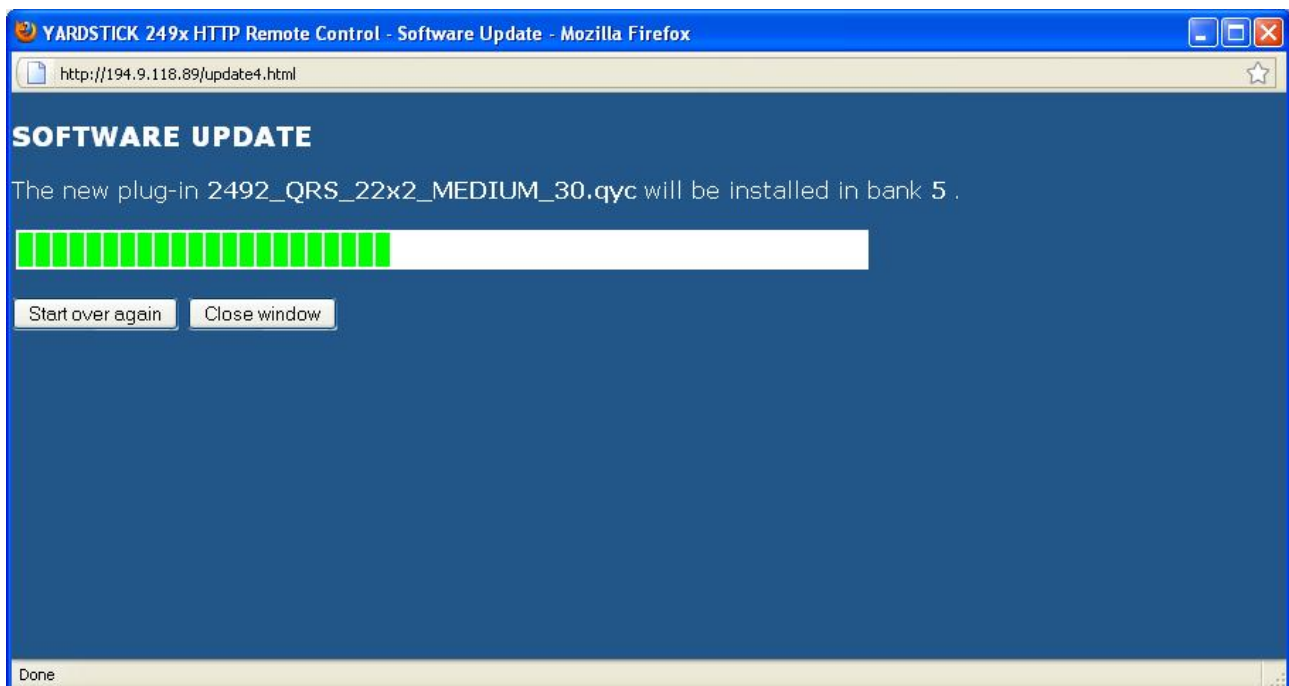 YARDSTICK 249x HTTP Remote Control - Software Update - Mozilla Firefox
http://194.9.118.89/update4.html
SOFTWARE UPDATE
The new plug-in 2492_QRS_22x2_MEDIUM_30.qyc will be installed in bank 5 .
Start over again Close window
Done